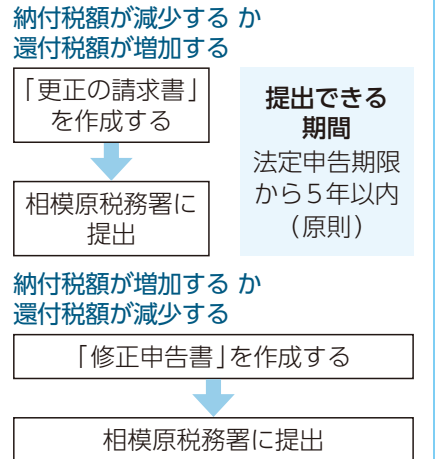 納付税額が減少する か
還付税額が増加する
「更正の請求書」
を作成する
相模原税務署に
提出
提出できる
期間
法定申告期限
から5年以内
（原則）
納付税額が増加する か
還付税額が減少する
「修正申告書」を作成する
相模原税務署に提出